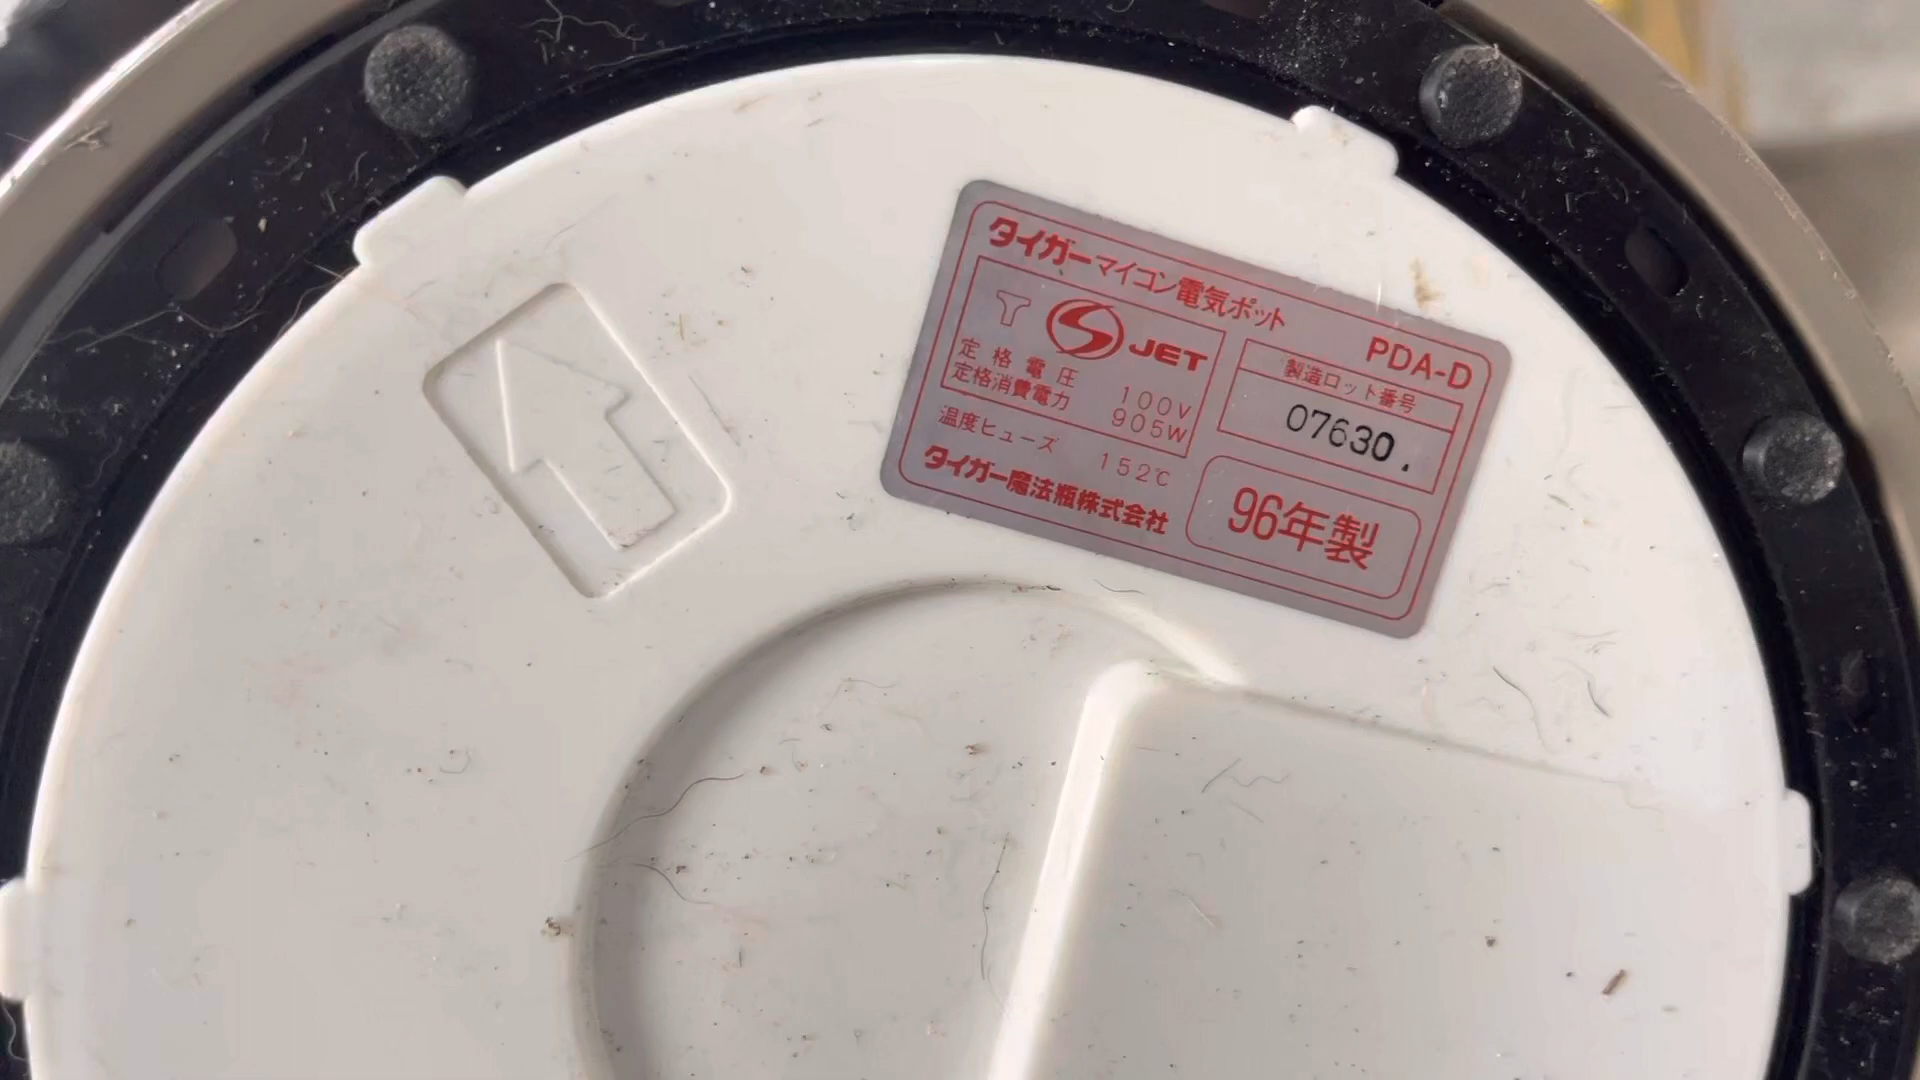 タイガーマイコン電気ポット
PDA-D
JET
定格電圧 100V
定格消費電力 905W
温度ヒューズ 152℃
タイガー魔法瓶株式会社
製造ロット番号
07630.
96年製